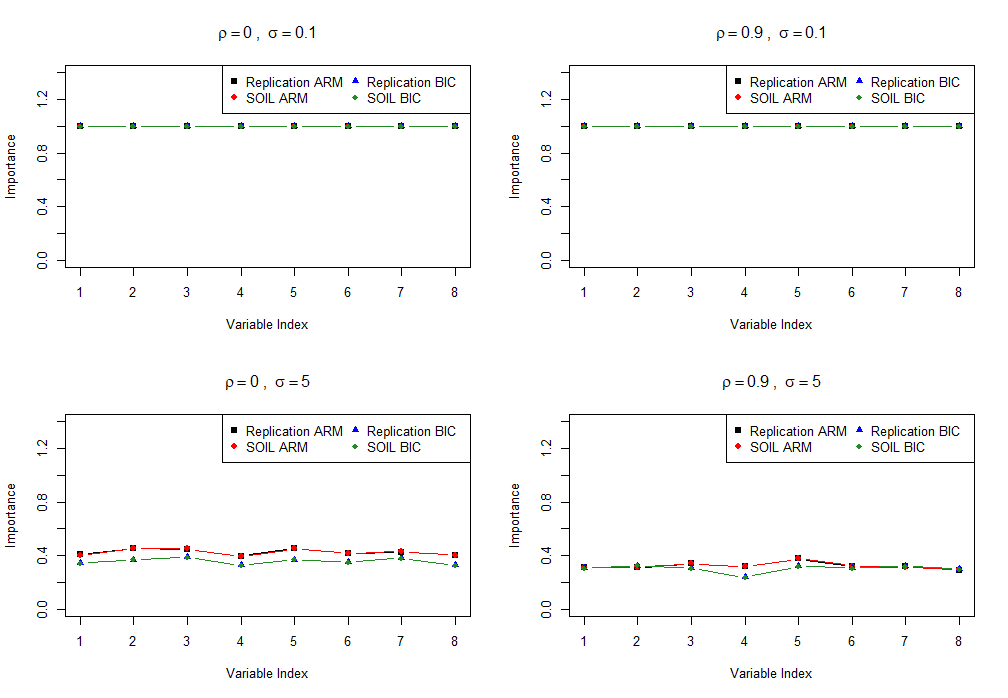 ρ = 0 , σ = 0.1
Replication ARM
Replication BIC
SOIL ARM
SOIL BIC
Importance
0.0 0.4 0.8 1.2
1 2 3 4 5 6 7 8
Variable Index
ρ = 0.9 , σ = 0.1
Replication ARM
Replication BIC
SOIL ARM
SOIL BIC
Importance
0.0 0.4 0.8 1.2
1 2 3 4 5 6 7 8
Variable Index
ρ = 0 , σ = 5
Replication ARM
Replication BIC
SOIL ARM
SOIL BIC
Importance
0.0 0.4 0.8 1.2
1 2 3 4 5 6 7 8
Variable Index
ρ = 0.9 , σ = 5
Replication ARM
Replication BIC
SOIL ARM
SOIL BIC
Importance
0.0 0.4 0.8 1.2
1 2 3 4 5 6 7 8
Variable Index